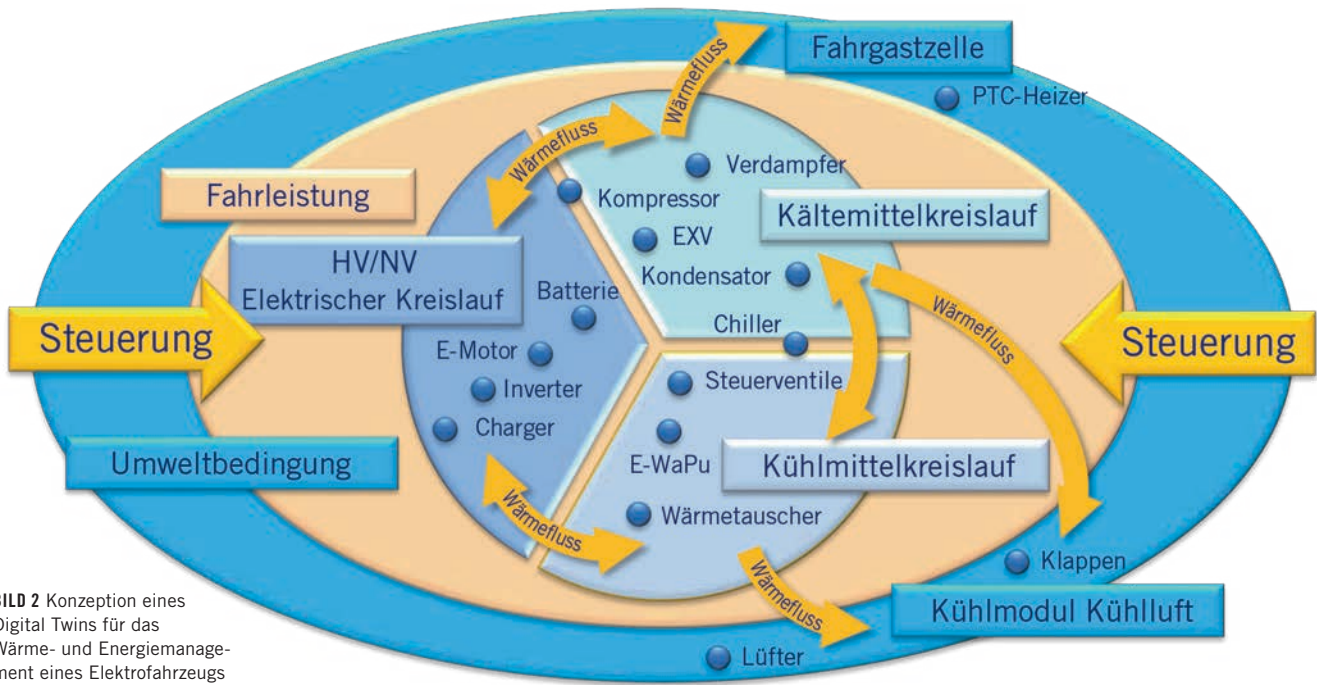 Fahrgastzelle
PTC-Heizer
Wärmefluss
Wärmefluss
Verdampfer
Fahrleistung
Kompressor
Kältemittelkreislauf
EXV
HV/NV
Elektrischer Kreislauf
Kondensator
Batterie
Wärmefluss
Steuerung
Chiller
Steuerung
E-Motor
Steuerventile
Inverter
Charger
Umweltbedingung
E-WaPu
Kühlmittelkreislauf
Wärmetauscher
Wärmefluss
Klappen
Wärmefluss
Kühlmodul Kühlluft
Lüfter
BILD 2 Konzeption eines
Digital Twins für das
Wärme- und Energiemanage-
ment eines Elektrofahrzeugs